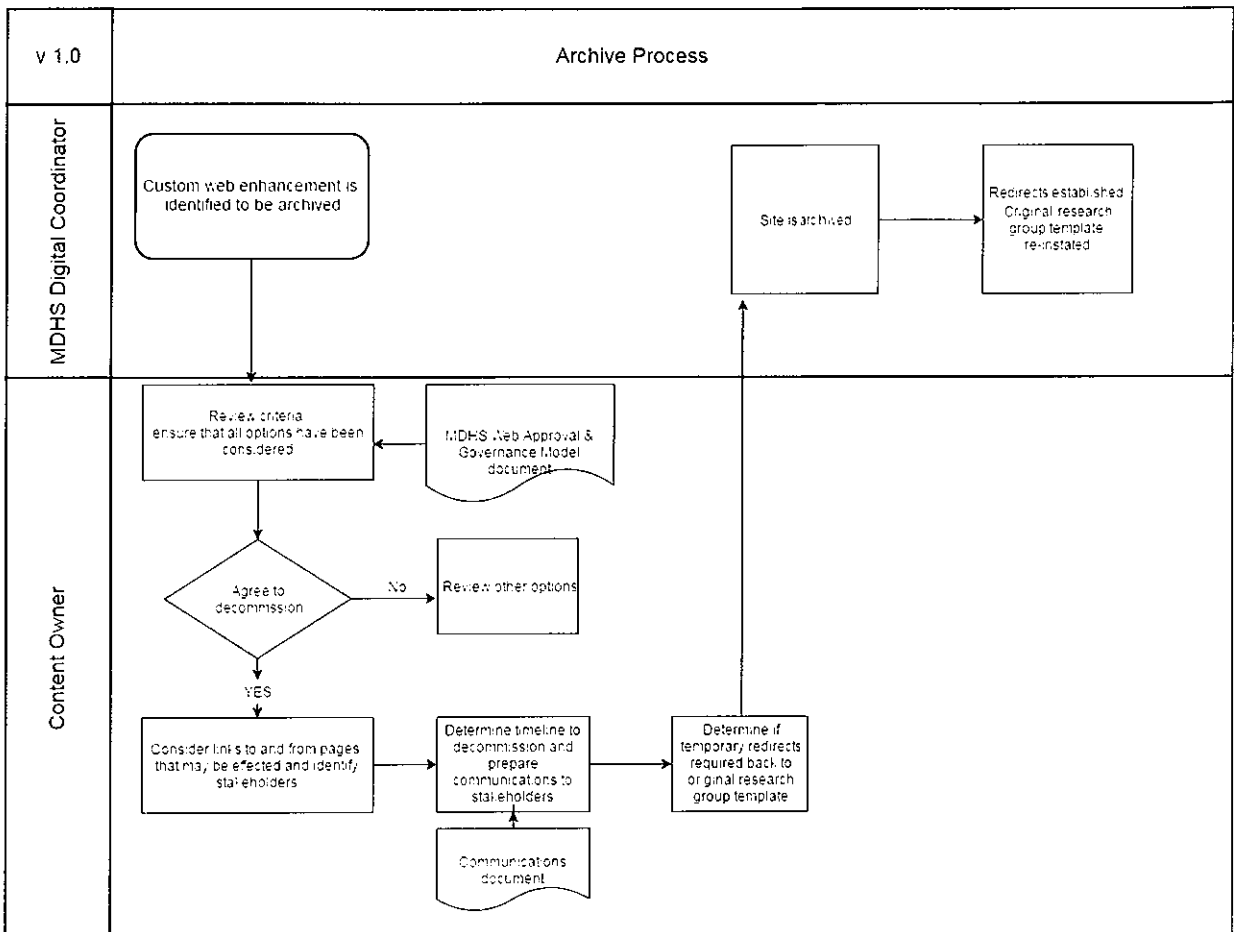 v 1.0
Archive Process
MDHS Digital Coordinator
Custom web enhancement is
identified to be archived
Site is archived
Redirects established
Original research
group template
re-instated
Content Owner
Review criteria
ensure that all options have been
considered
MDHS Web Approval &
Governance Model
document
Agree to
decommission
No
Review other options
YES
Consider links to and from pages
that may be effected and identify
stakeholders
Determine timeline to
decommission and
prepare
communications to
stakeholders
Determine if
temporary redirects
required back to
original research
group template
Communications
document